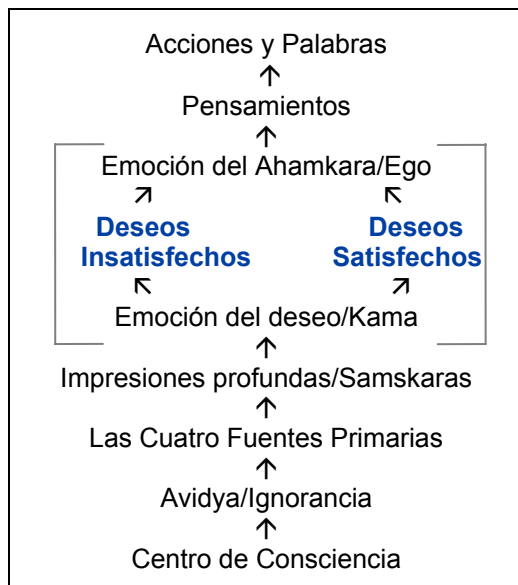 Acciones y Palabras
↑
Pensamientos
↑
Emoción del Ahamkara/Ego
↗ ↖
Deseos Deseos
Insatisfechos Satisfechos
↖ ↗
Emoción del deseo/Kama
↑
Impresiones profundas/Samskaras
↑
Las Cuatro Fuentes Primarias
↑
Avidya/Ignorancia
↑
Centro de Consciencia